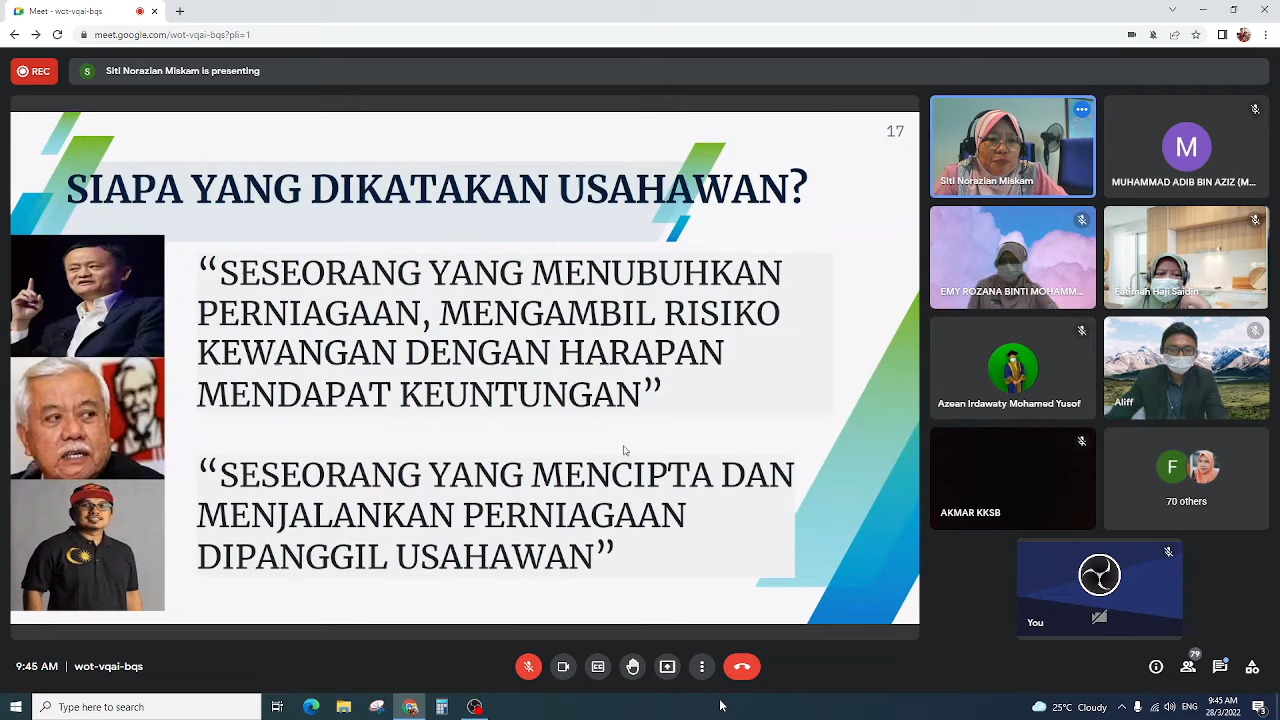 Meet - wot-vqai-bqs
meet.google.com/wot-vqai-bqs?pli=1
REC
S
Siti Norazian Miskam is presenting
17
SIAPA YANG DIKATAKAN USAHAWAN?
“SESEORANG YANG MENUBUHKAN
PERNIAGAAN, MENGAMBIL RISIKO
KEWANGAN DENGAN HARAPAN
MENDAPAT KEUNTUNGAN”
“SESEORANG YANG MENCIPTA DAN
MENJALANKAN PERNIAGAAN
DIPANGGIL USAHAWAN”
Siti Norazian Miskam
M
MUHAMMAD ADIB BIN AZIZ (M...
EMY ROZANA BINTI MOHAMM...
Fatimah Haji Saidin
Azean Irdawaty Mohamed Yusof
Aliff
AKMAR KKSB
F
70 others
You
9:45 AM | wot-vqai-bqs
79
Type here to search
25°C Cloudy
9:45 AM
28/3/2022
3